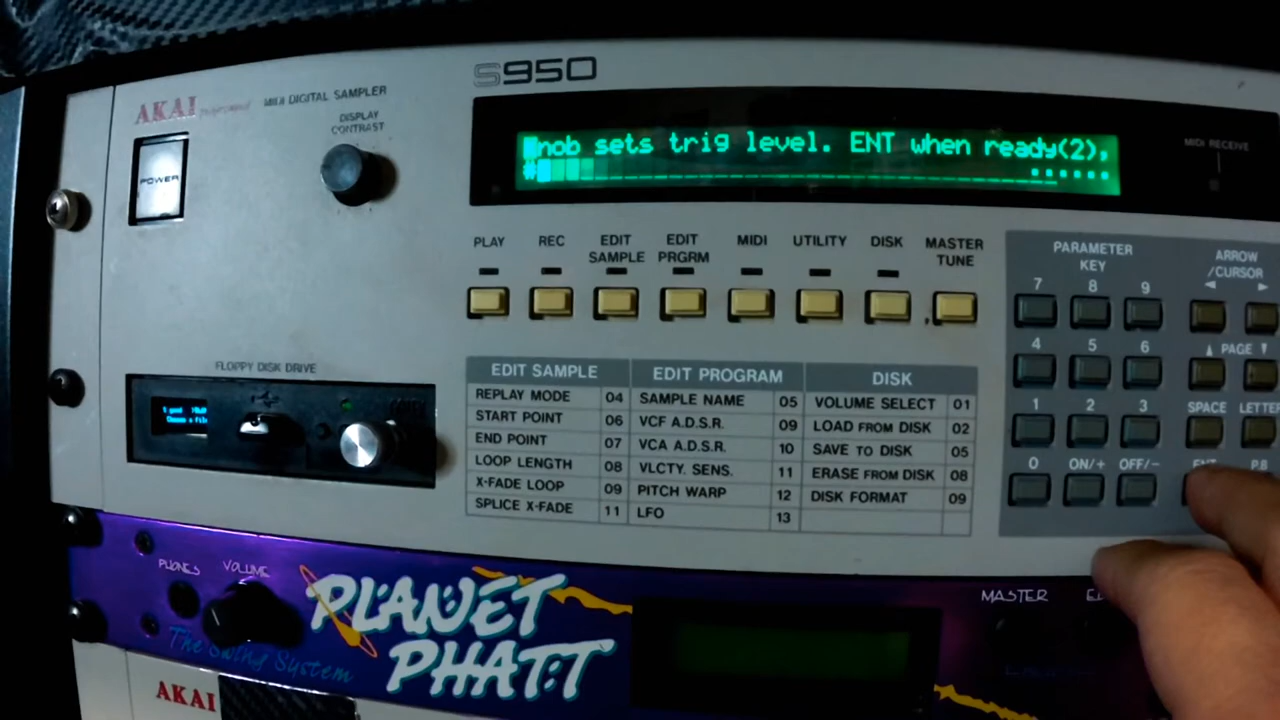 S950
AKAI professional MIDI DIGITAL SAMPLER
DISPLAY
CONTRAST
POWER
nob sets trig level. ENT when ready(2),
MIDI RECEIVE
PLAY REC EDIT SAMPLE EDIT PRGRM MIDI UTILITY DISK MASTER TUNE
PARAMETER
KEY
ARROW
/CURSOR
7 8 9
4 5 6 PAGE
1 2 3 SPACE LETTER
0 ON/+ OFF/- ENT P.B
FLOPPY DISK DRIVE
EDIT SAMPLE EDIT PROGRAM DISK
REPLAY MODE 04 SAMPLE NAME 05 VOLUME SELECT 01
START POINT 06 VCF A.D.S.R. 09 LOAD FROM DISK 02
END POINT 07 VCA A.D.S.R. 10 SAVE TO DISK 05
LOOP LENGTH 08 VLCTY. SENS. 11 ERASE FROM DISK 08
X-FADE LOOP 09 PITCH WARP 12 DISK FORMAT 09
SPLICE X-FADE 11 LFO 13
PHONES VOLUME
PLANET
PHATT
The Swing System
MASTER
AKAI